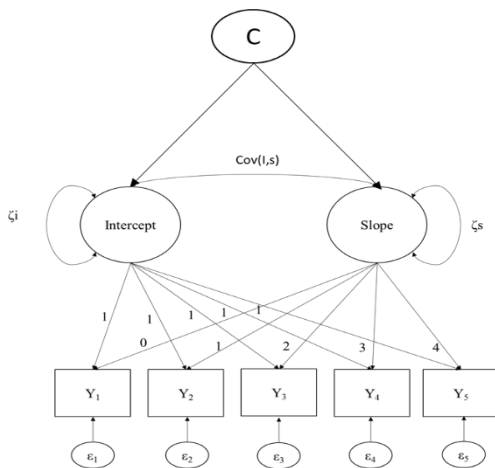 C
Cov(I,s)
ζi
Intercept
Slope
ζs
1 1 1 1 1
0 1 2 3 4
Y1 Y2 Y3 Y4 Y5
ε1 ε2 ε3 ε4 ε5